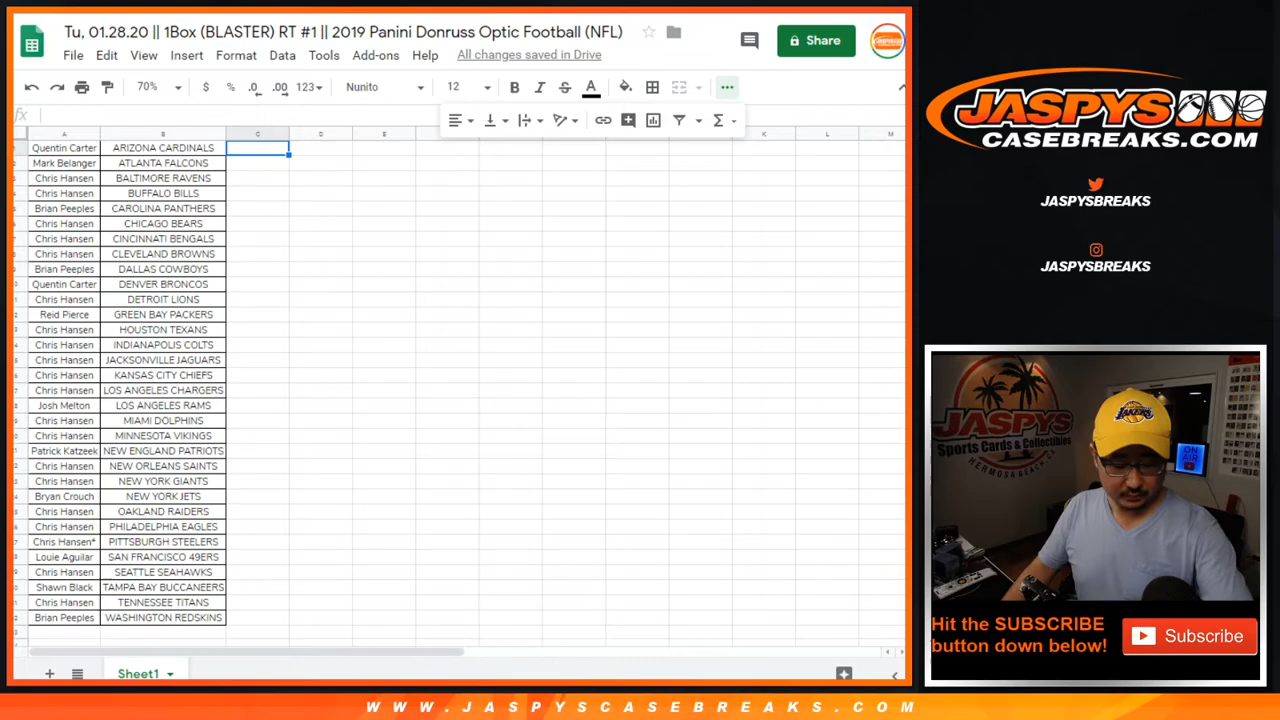 Tu, 01.28.20 || 1Box (BLASTER) RT #1 || 2019 Panini Donruss Optic Football (NFL)
File Edit View Insert Format Data Tools Add-ons Help All changes saved in Drive
Share
70% $ % .0 .00 123 Nunito 12 B I S A
fx
A B C D E K L M
Quentin Carter ARIZONA CARDINALS
Mark Belanger ATLANTA FALCONS
Chris Hansen BALTIMORE RAVENS
Chris Hansen BUFFALO BILLS
Brian Peeples CAROLINA PANTHERS
Chris Hansen CHICAGO BEARS
Chris Hansen CINCINNATI BENGALS
Chris Hansen CLEVELAND BROWNS
Brian Peeples DALLAS COWBOYS
Quentin Carter DENVER BRONCOS
Chris Hansen DETROIT LIONS
Reid Pierce GREEN BAY PACKERS
Chris Hansen HOUSTON TEXANS
Chris Hansen INDIANAPOLIS COLTS
Chris Hansen JACKSONVILLE JAGUARS
Chris Hansen KANSAS CITY CHIEFS
Chris Hansen LOS ANGELES CHARGERS
Josh Melton LOS ANGELES RAMS
Chris Hansen MIAMI DOLPHINS
Chris Hansen MINNESOTA VIKINGS
Patrick Katzeek NEW ENGLAND PATRIOTS
Chris Hansen NEW ORLEANS SAINTS
Chris Hansen NEW YORK GIANTS
Bryan Crouch NEW YORK JETS
Chris Hansen OAKLAND RAIDERS
Chris Hansen PHILADELPHIA EAGLES
Chris Hansen* PITTSBURGH STEELERS
Louie Aguilar SAN FRANCISCO 49ERS
Chris Hansen SEATTLE SEAHAWKS
Shawn Black TAMPA BAY BUCCANEERS
Chris Hansen TENNESSEE TITANS
Brian Peeples WASHINGTON REDSKINS
Sheet1
JASPYS
CASEBREAKS.COM
JASPYSBREAKS
JASPYSBREAKS
JASPYS
Sports Cards & Collectibles
HERMOSA BEACH, CA
LAKERS
ON AIR
Hit the SUBSCRIBE
button down below!
Subscribe
WWW.JASPYSCASEBREAKS.COM